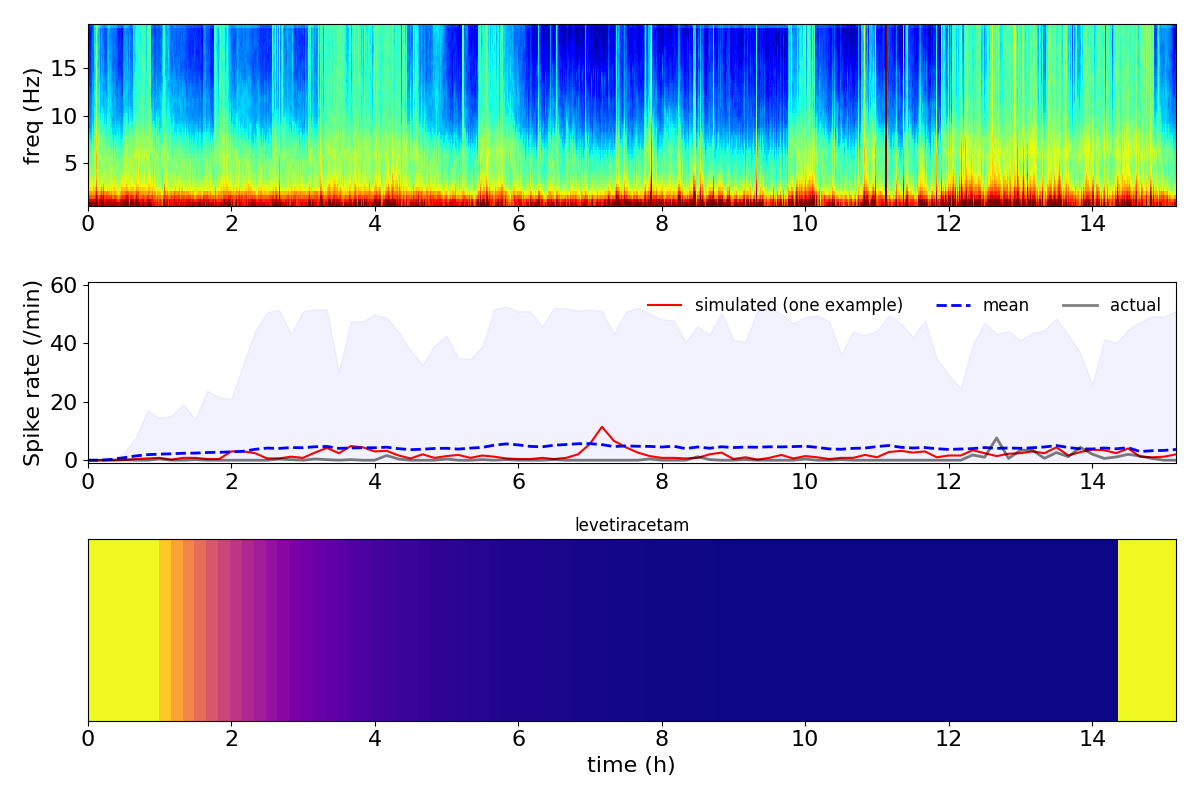 freq (Hz)
15
10
5
0 2 4 6 8 10 12 14
Spike rate (/min)
60
40
20
0
simulated (one example) mean actual
0 2 4 6 8 10 12 14
levetiracetam
0 2 4 6 8 10 12 14
time (h)